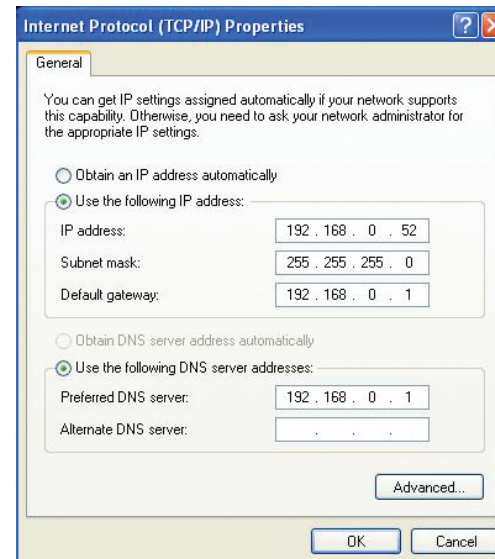 Internet Protocol (TCP/IP) Properties
General
You can get IP settings assigned automatically if your network supports
this capability. Otherwise, you need to ask your network administrator for
the appropriate IP settings.
Obtain an IP address automatically
Use the following IP address:
IP address: 192 . 168 . 0 . 52
Subnet mask: 255 . 255 . 255 . 0
Default gateway: 192 . 168 . 0 . 1
Obtain DNS server address automatically
Use the following DNS server addresses:
Preferred DNS server: 192 . 168 . 0 . 1
Alternate DNS server: . . .
Advanced...
OK Cancel